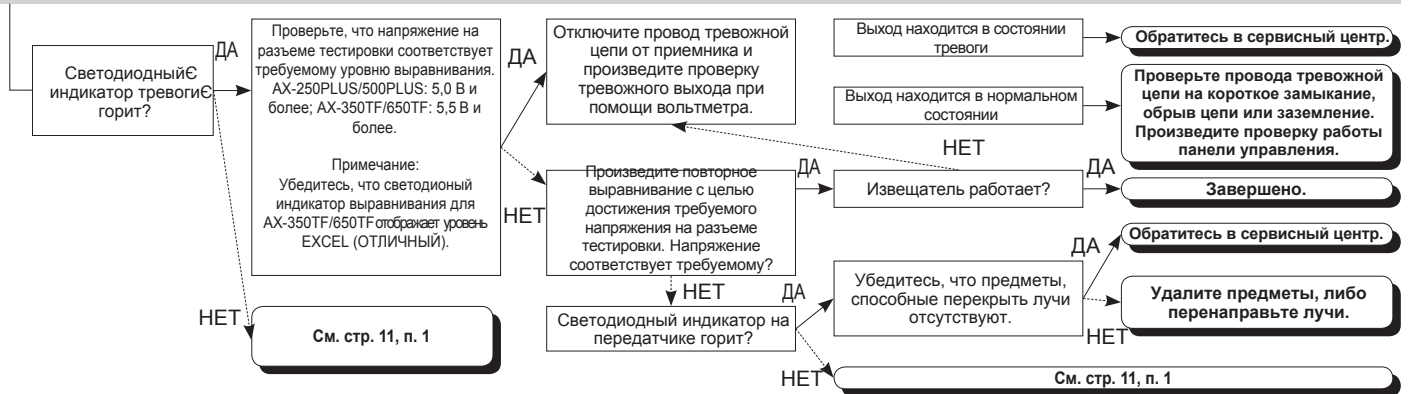 СветодиодныйЄ
индикатор тревогиЄ
горит?
ДА
НЕТ
Проверьте, что напряжение на
разъеме тестировки соответствует
требуемому уровню выравнивания.
AX-250PLUS/500PLUS: 5,0 В и
более; AX-350TF/650TF: 5,5 В и
более.
Примечание:
Убедитесь, что светодионый
индикатор выравнивания для
AX-350TF/650TF отображает уровень
EXCEL (ОТЛИЧНЫЙ).
См. стр. 11, п. 1
ДА
НЕТ
Отключите провод тревожной
цепи от приемника и
произведите проверку
тревожного выхода при
помощи вольтметра.
Выход находится в состоянии
тревоги
Обратитесь в сервисный центр.
Выход находится в нормальном
состоянии
Проверьте провода тревожной
цепи на короткое замыкание,
обрыв цепи или заземление.
Произведите проверку работы
панели управления.
Произведите повторное
выравнивание с целью
достижения требуемого
напряжения на разъеме
тестировки. Напряжение
соответствует требуемому?
ДА
НЕТ
Извещатель работает?
НЕТ
ДА
Завершено.
Светодиодный индикатор на
передатчике горит?
ДА
НЕТ
Убедитесь, что предметы,
способные перекрыть лучи
отсутствуют.
ДА
НЕТ
Обратитесь в сервисный центр.
Удалите предметы, либо
перенаправьте лучи.
См. стр. 11, п. 1